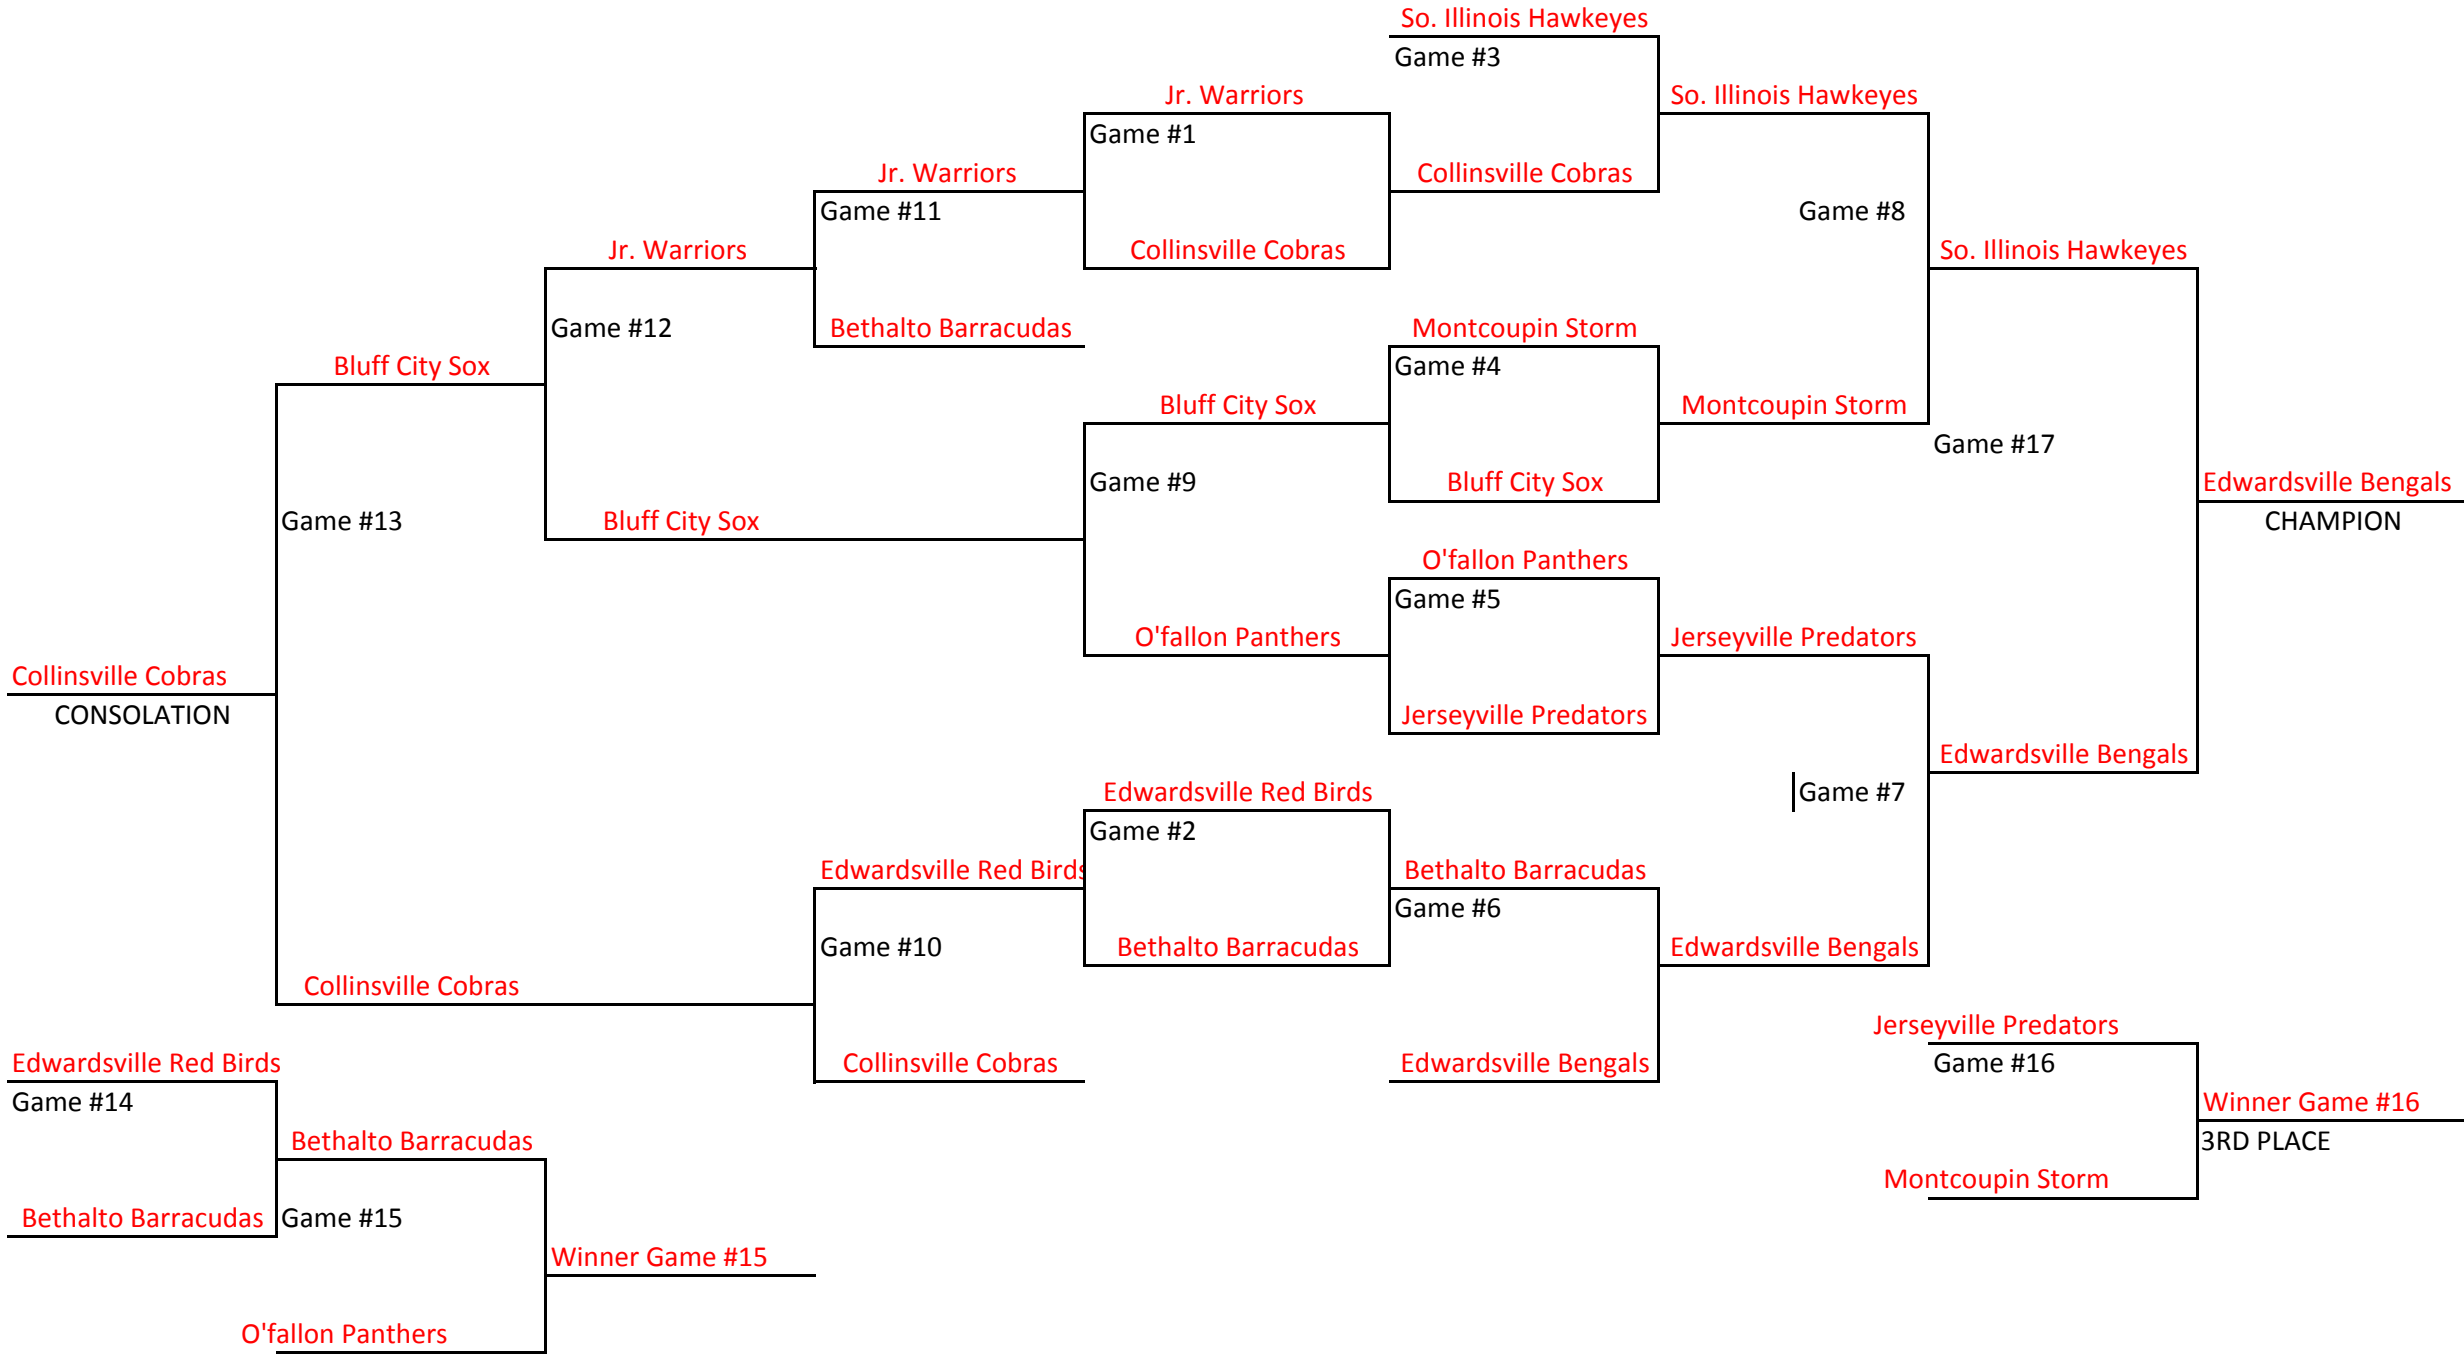 So. Illinois Hawkeyes
Game #3
Jr. Warriors
So. Illinois Hawkeyes
Game #1
Jr. Warriors
Collinsville Cobras
Game #11
Game #8
Jr. Warriors
Collinsville Cobras
So. Illinois Hawkeyes
Game #12
Bethalto Barracudas
Montcoupin Storm
Bluff City Sox
Game #4
Bluff City Sox
Montcoupin Storm
Game #17
Game #9
Bluff City Sox
Edwardsville Bengals
Game #13
Bluff City Sox
CHAMPION
O'fallon Panthers
Game #5
O'fallon Panthers
Jerseyville Predators
Collinsville Cobras
CONSOLATION
Jerseyville Predators
Edwardsville Bengals
Edwardsville Red Birds
Game #7
Game #2
Edwardsville Red Birds
Bethalto Barracudas
Game #6
Game #10
Bethalto Barracudas
Edwardsville Bengals
Collinsville Cobras
Jerseyville Predators
Edwardsville Red Birds
Collinsville Cobras
Edwardsville Bengals
Game #16
Game #14
Winner Game #16
Bethalto Barracudas
3RD PLACE
Montcoupin Storm
Bethalto Barracudas
Game #15
Winner Game #15
O'fallon Panthers